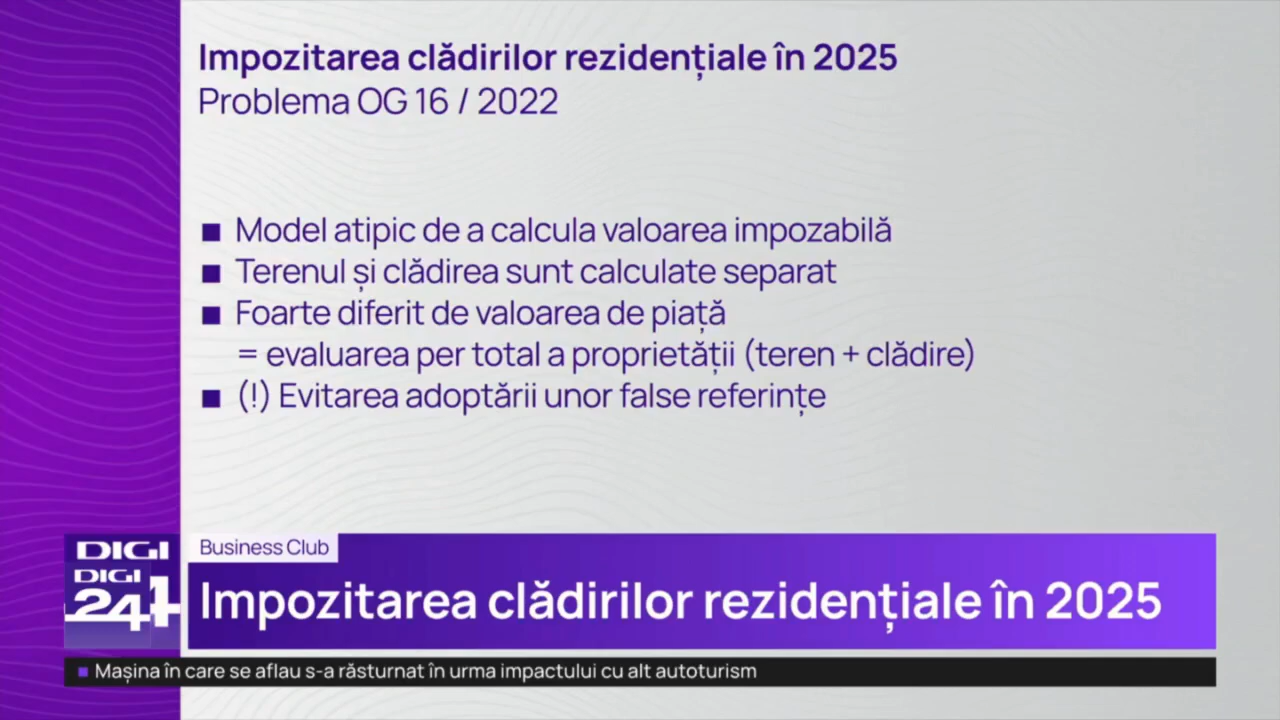 Impozitarea clădirilor rezidențiale în 2025
Problema OG 16 / 2022
■ Model atipic de a calcula valoarea impozabilă
■ Terenul și clădirea sunt calculate separat
■ Foarte diferit de valoarea de piață
= evaluarea per total a proprietății (teren + clădire)
■ (!) Evitarea adoptării unor false referințe
DIGI
DIGI
24+
Business Club
Impozitarea clădirilor rezidențiale în 2025
■ Mașina în care se aflau s-a răsturnat în urma impactului cu alt autoturism